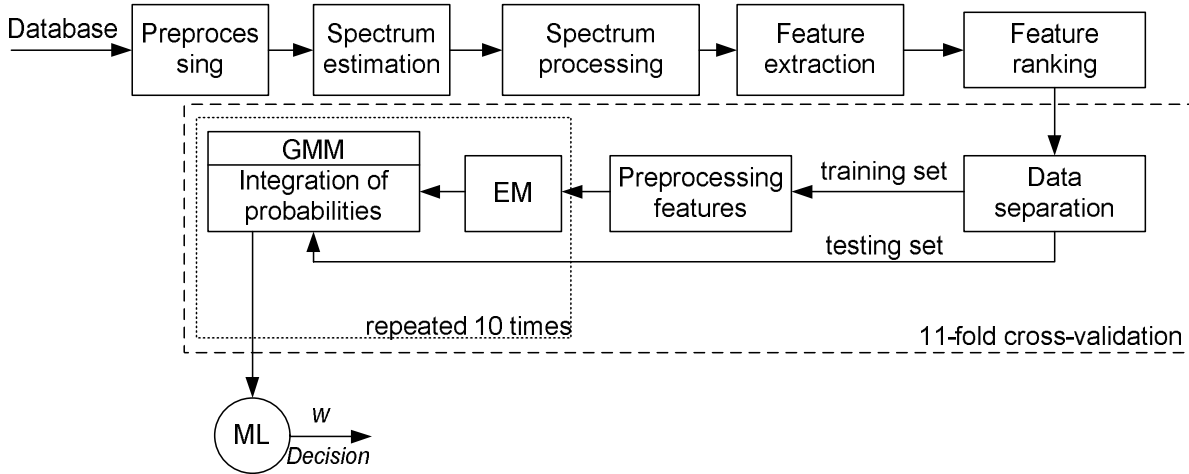 Database
Preproces
sing
Spectrum
estimation
Spectrum
processing
Feature
extraction
Feature
ranking
GMM
Integration of
probabilities
EM
Preprocessing
features
training set
Data
separation
testing set
repeated 10 times
11-fold cross-validation
ML
w
Decision